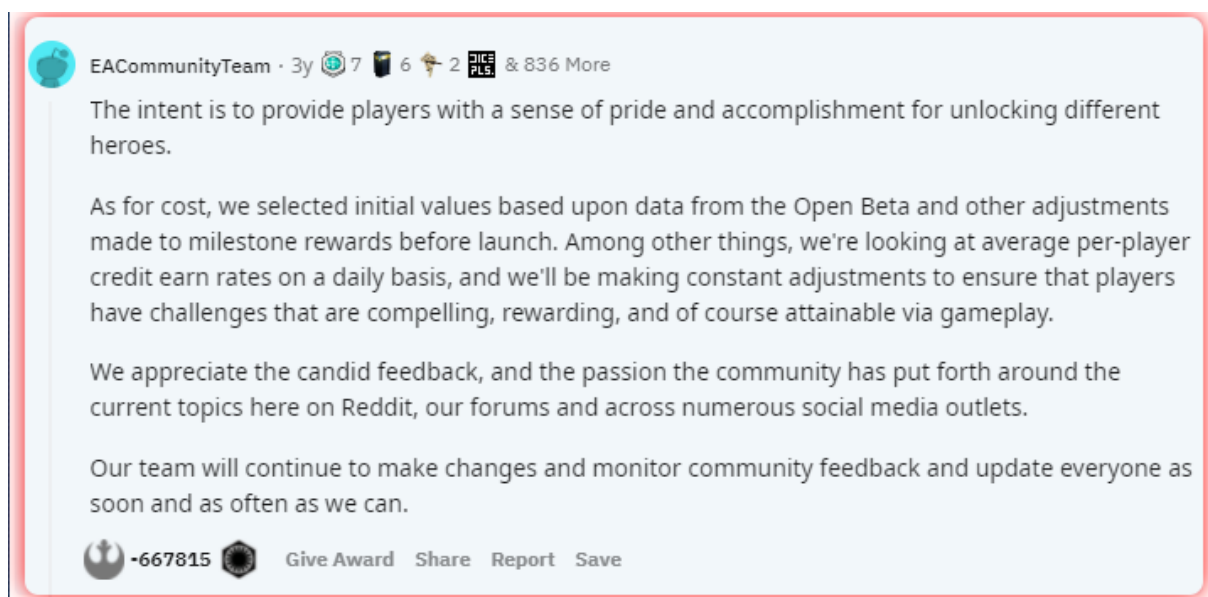 EACommunityTeam · 3y 7 6 2 DICE PLS. & 836 More
The intent is to provide players with a sense of pride and accomplishment for unlocking different
heroes.
As for cost, we selected initial values based upon data from the Open Beta and other adjustments
made to milestone rewards before launch. Among other things, we're looking at average per-player
credit earn rates on a daily basis, and we'll be making constant adjustments to ensure that players
have challenges that are compelling, rewarding, and of course attainable via gameplay.
We appreciate the candid feedback, and the passion the community has put forth around the
current topics here on Reddit, our forums and across numerous social media outlets.
Our team will continue to make changes and monitor community feedback and update everyone as
soon and as often as we can.
-667815 Give Award Share Report Save